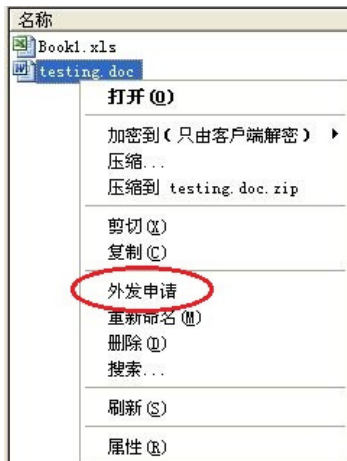 名称
Book1.xls
testing.doc
打开(O)
加密到(只由客户端解密)
压缩...
压缩到 testing.doc.zip
剪切(X)
复制(C)
外发申请
重新命名(M)
删除(D)
搜索...
刷新(S)
属性(R)